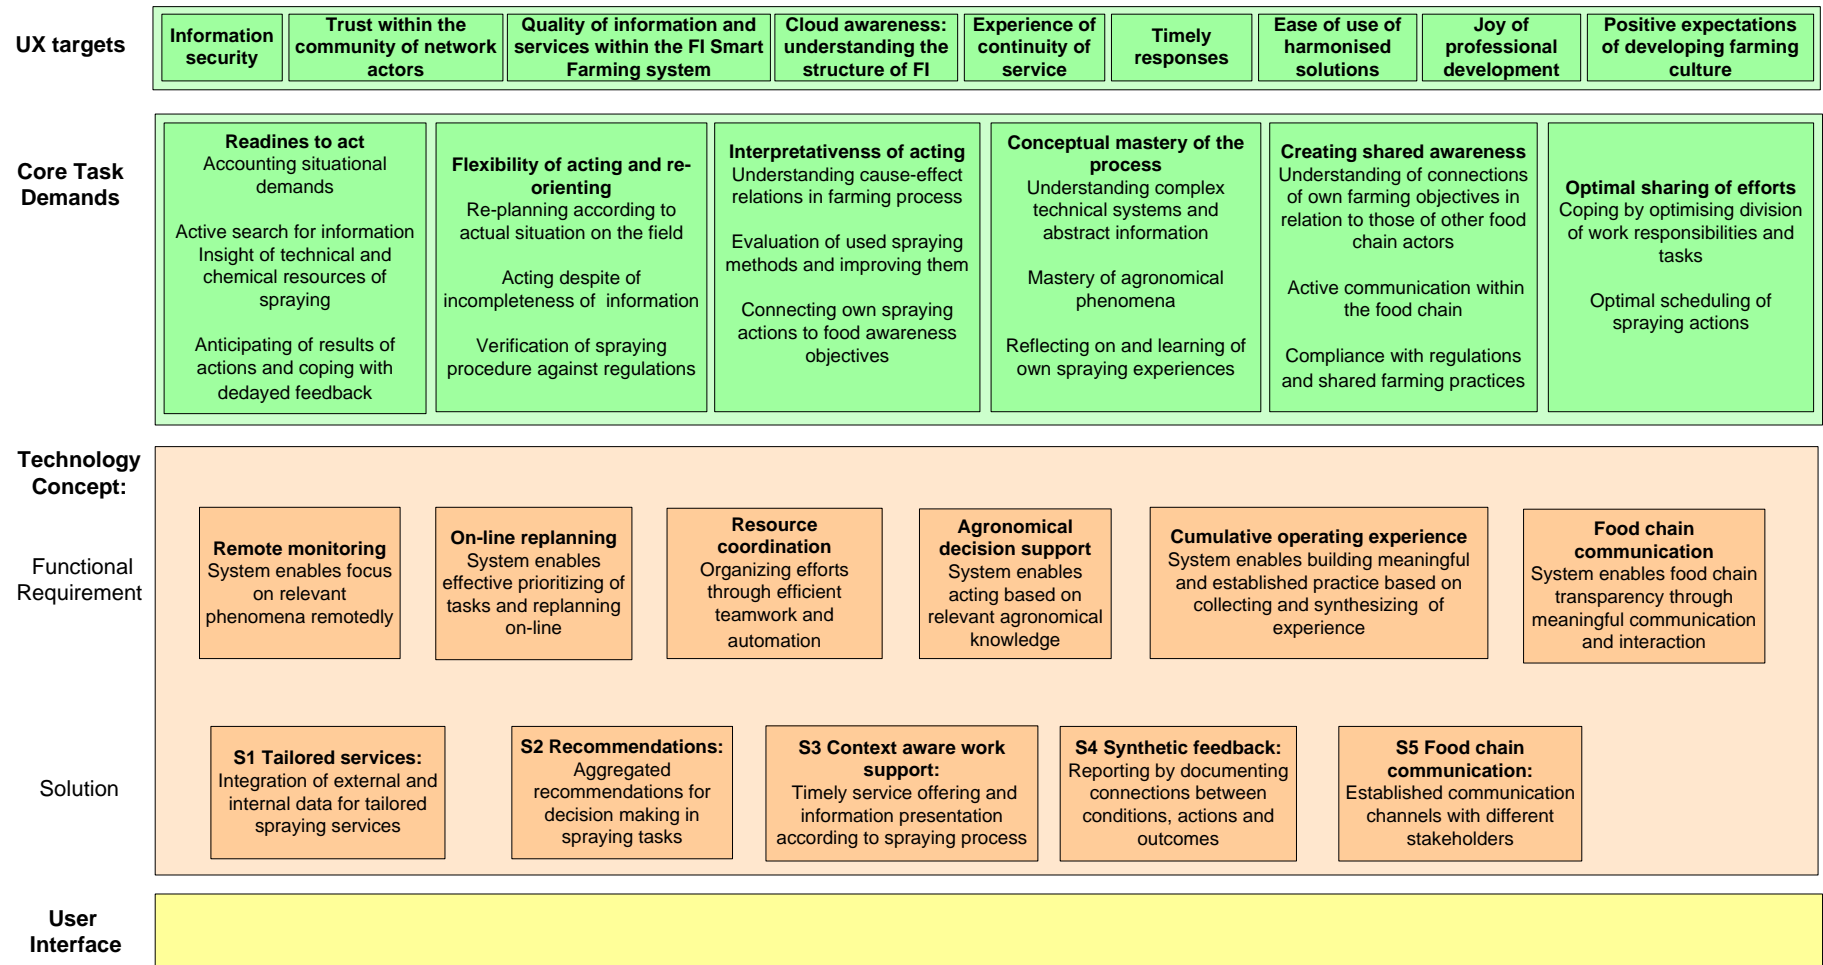 UX targets
Information
security
Trust within the
community of network
actors
Quality of information and
services within the FI Smart
Farming system
Cloud awareness:
understanding the
structure of FI
Experience of
continuity of
service
Timely
responses
Ease of use of
harmonised
solutions
Joy of
professional
development
Positive expectations
of developing farming
culture
Core Task
Demands
Readines to act
Accounting situational
demands
Active search for information
Insight of technical and
chemical resources of
spraying
Anticipating of results of
actions and coping with
dedayed feedback
Flexibility of acting and re-
orienting
Re-planning according to
actual situation on the field
Acting despite of
incompleteness of  information
Verification of spraying
procedure against regulations
Interpretativenss of acting
Understanding cause-effect
relations in farming process
Evaluation of used spraying
methods and improving them
Connecting own spraying
actions to food awareness
objectives
Conceptual mastery of the
process
Understanding complex
technical systems and
abstract information
Mastery of agronomical
phenomena
Reflecting on and learning of
own spraying experiences
Creating shared awareness
Understanding of connections
of own farming objectives in
relation to those of other food
chain actors
Active communication within
the food chain
Compliance with regulations
and shared farming practices
Optimal sharing of efforts
Coping by optimising division
of work responsibilities and
tasks
Optimal scheduling of
spraying actions
Technology
Concept:
Functional
Requirement
Remote monitoring
System enables focus
on relevant
phenomena remotedly
On-line replanning
System enables
effective prioritizing of
tasks and replanning
on-line
Resource
coordination
Organizing efforts
through efficient
teamwork and
automation
Agronomical
decision support
System enables
acting based on
relevant agronomical
knowledge
Cumulative operating experience
System enables building meaningful
and established practice based on
collecting and synthesizing  of
experience
Food chain
communication
System enables food chain
transparency through
meaningful communication
and interaction
Solution
S1 Tailored services:
Integration of external and
internal data for tailored
spraying services
S2 Recommendations:
Aggregated
recommendations for
decision making in
spraying tasks
S3 Context aware work
support:
Timely service offering and
information presentation
according to spraying process
S4 Synthetic feedback:
Reporting by documenting
connections between
conditions, actions and
outcomes
S5 Food chain
communication:
Established communication
channels with different
stakeholders
User
Interface